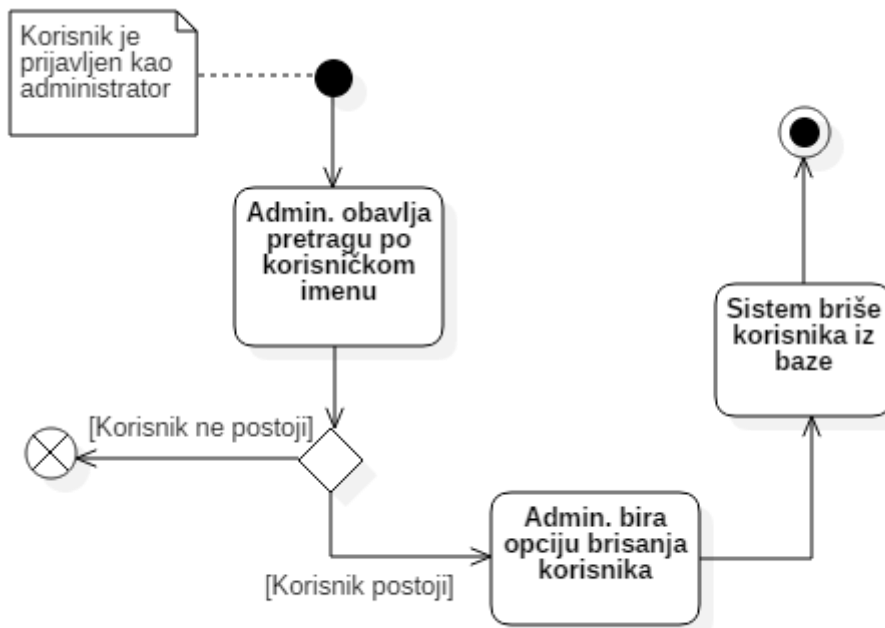 Korisnik je
prijavljen kao
administrator
Admin. obavlja
pretragu po
korisničkom
imenu
[Korisnik ne postoji]
[Korisnik postoji]
Admin. bira
opciju brisanja
korisnika
Sistem briše
korisnika iz
baze